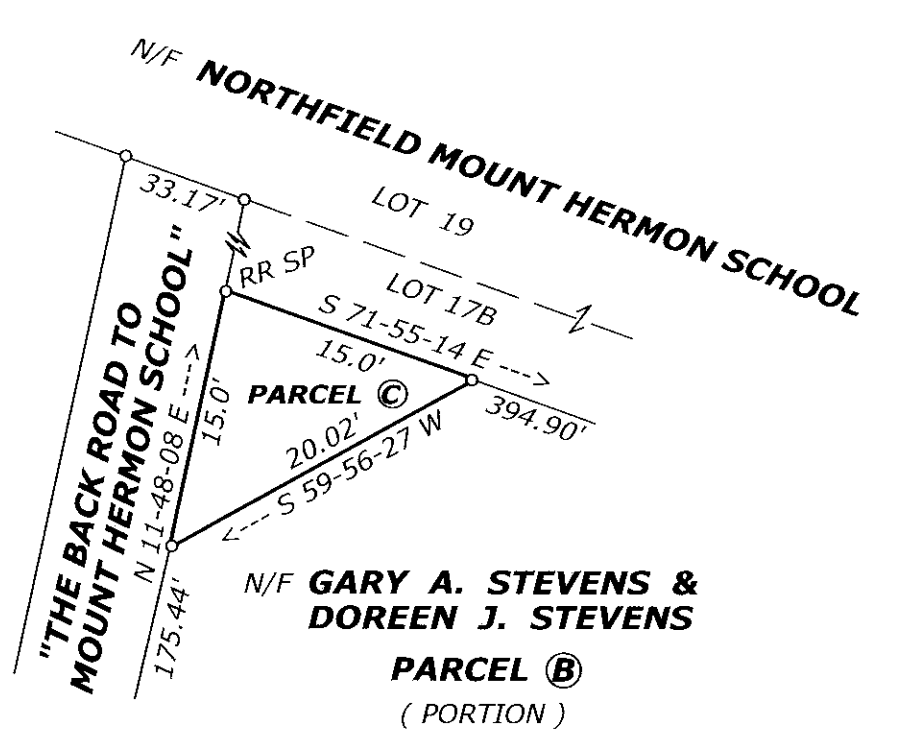 N/F NORTHFIELD MOUNT HERMON SCHOOL
33.17'
LOT 19
RR SP
LOT 17B
S 71-55-14 E ---->
15.0'
PARCEL C
394.90'
"THE BACK ROAD TO
MOUNT HERMON SCHOOL"
N 11-48-08 E ---->
15.0'
20.02'
<---- S 59-56-27 W
175.44'
N/F GARY A. STEVENS &
DOREEN J. STEVENS
PARCEL B
( PORTION )